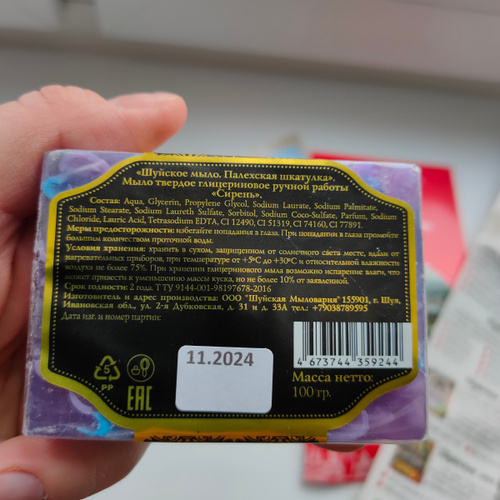 «Шуйское мыло. Палехская шкатулка»
Мыло твердое глицериновое ручной работы
«Сирень».
Состав: Aqua, Glycerin, Propylene Glycol, Sodium Laurate, Sodium Palmitate,
Sodium Stearate, Sodium Laureth Sulfate, Sorbitol, Sodium Coco-Sulfate, Parfum, Sodium
Chloride, Lauric Acid, Tetrasodium EDTA, CI 12490, CI 51319, CI 74160, CI 77891.
Меры предосторожности: избегайте попадания в глаза. При попадании в глаза промойте
большим количеством проточной воды.
Условия хранения: хранить в сухом, защищенном от солнечного света месте, вдали от
нагревательных приборов, при температуре от +5°С до +30°С и относительной влажности
воздуха не более 75%. При хранении глицеринового мыла возможно испарение влаги, что
может привести к уменьшению массы куска, но не более 10% от заявленной.
Срок годности: 2 года. ТУ 9144-001-98197678-2016
Изготовитель и адрес производства: ООО "Шуйская Мыловарня" 155901, г. Шуя,
Ивановская обл., ул. 2-я Дубковская, д. 31 и д. 33А тел.: +79038789595
Дата изг. и номер партии:
11.2024
5
PP
EAC
4 673744 359244
Масса нетто:
100 гр.